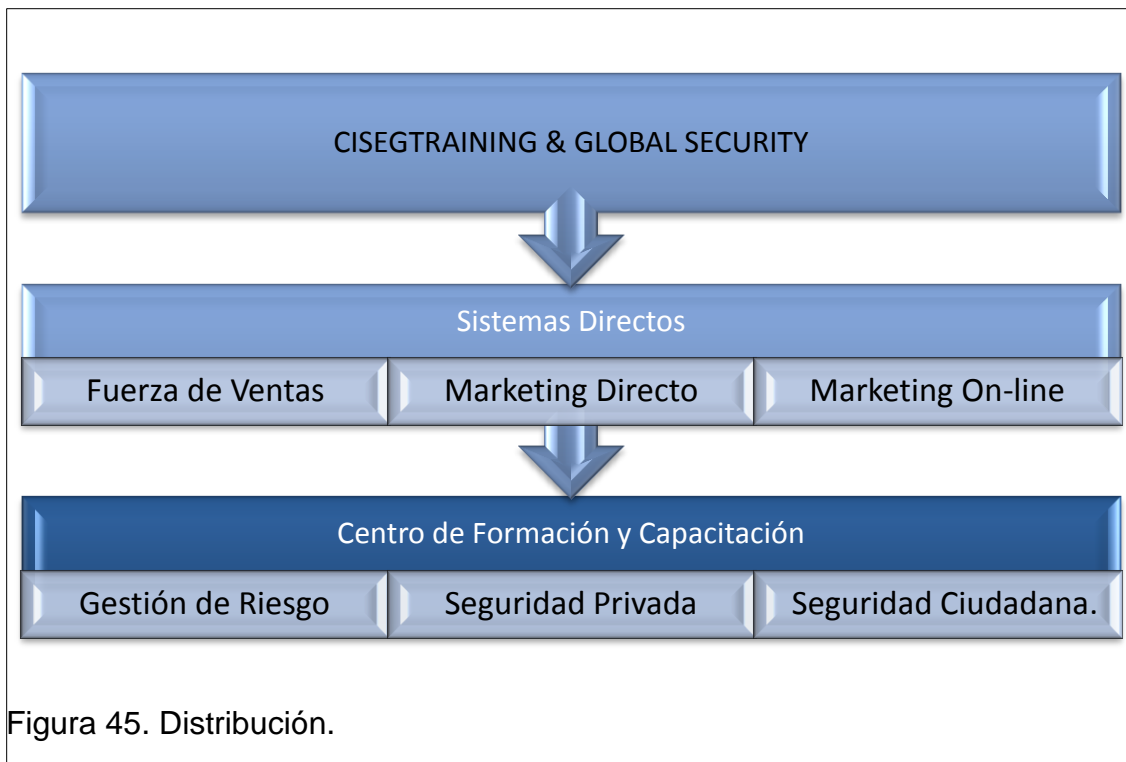 CISEGTRAINING & GLOBAL SECURITY
Sistemas Directos
Fuerza de Ventas Marketing Directo Marketing On-line
Centro de Formación y Capacitación
Gestión de Riesgo Seguridad Privada Seguridad Ciudadana.
Figura 45. Distribución.